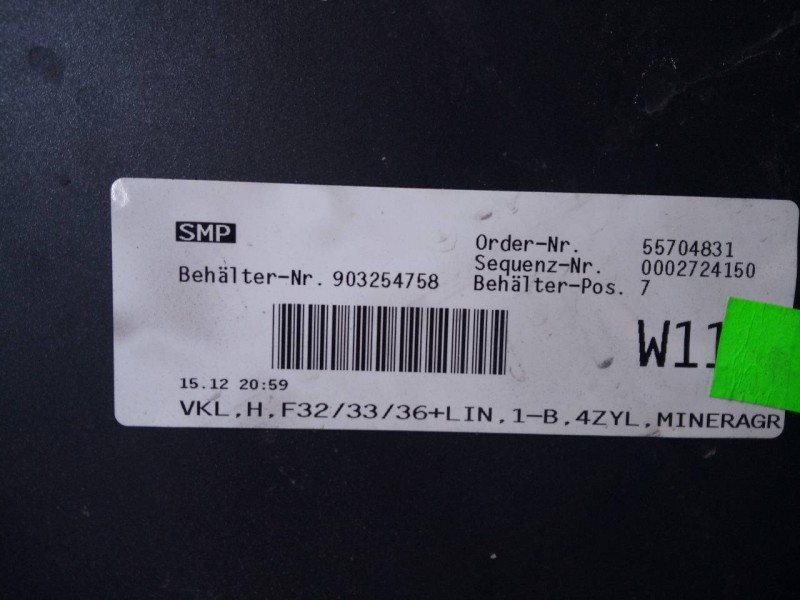 SMP
Order-Nr. 55704831
Sequenz-Nr. 0002724150
Behälter-Nr. 903254758 Behälter-Pos. 7
15.12 20:59
VKL,H,F32/33/36+LIN,1-B,4ZYL,MINERAGR